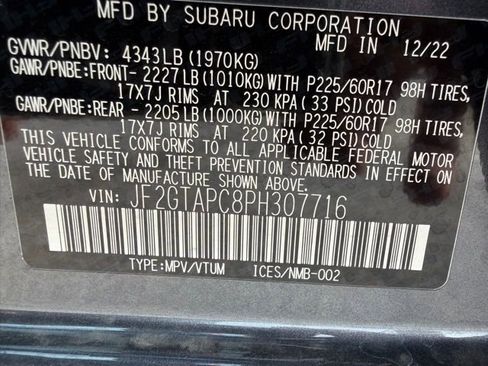 MFD BY SUBARU CORPORATION 12/22
GVWR/PNBV: 4343LB (1970KG)
GAWR/PNBE:FRONT- 2227LB (1010KG)WITH P225/60R17 98H TIRES,
17X7J RIMS AT 230 KPA ( 33 PSI) COLD
GAWR/PNBE:REAR - 2205LB (1000KG)WITH P225/60R17 98H TIRES,
17X7J RIMS AT 220 KPA ( 32 PSI) COLD
THIS VEHICLE CONFORMS TO ALL APPLICABLE FEDERAL MOTOR
VEHICLE SAFETY AND THEFT PREVENTION STANDARDS IN EFFECT ON
THE DATE OF MANUFACTURE SHOWN ABOVE.
VIN: JF2GTAPC8PH307716
TYPE:MPV/VTUM ICES/NMB-002